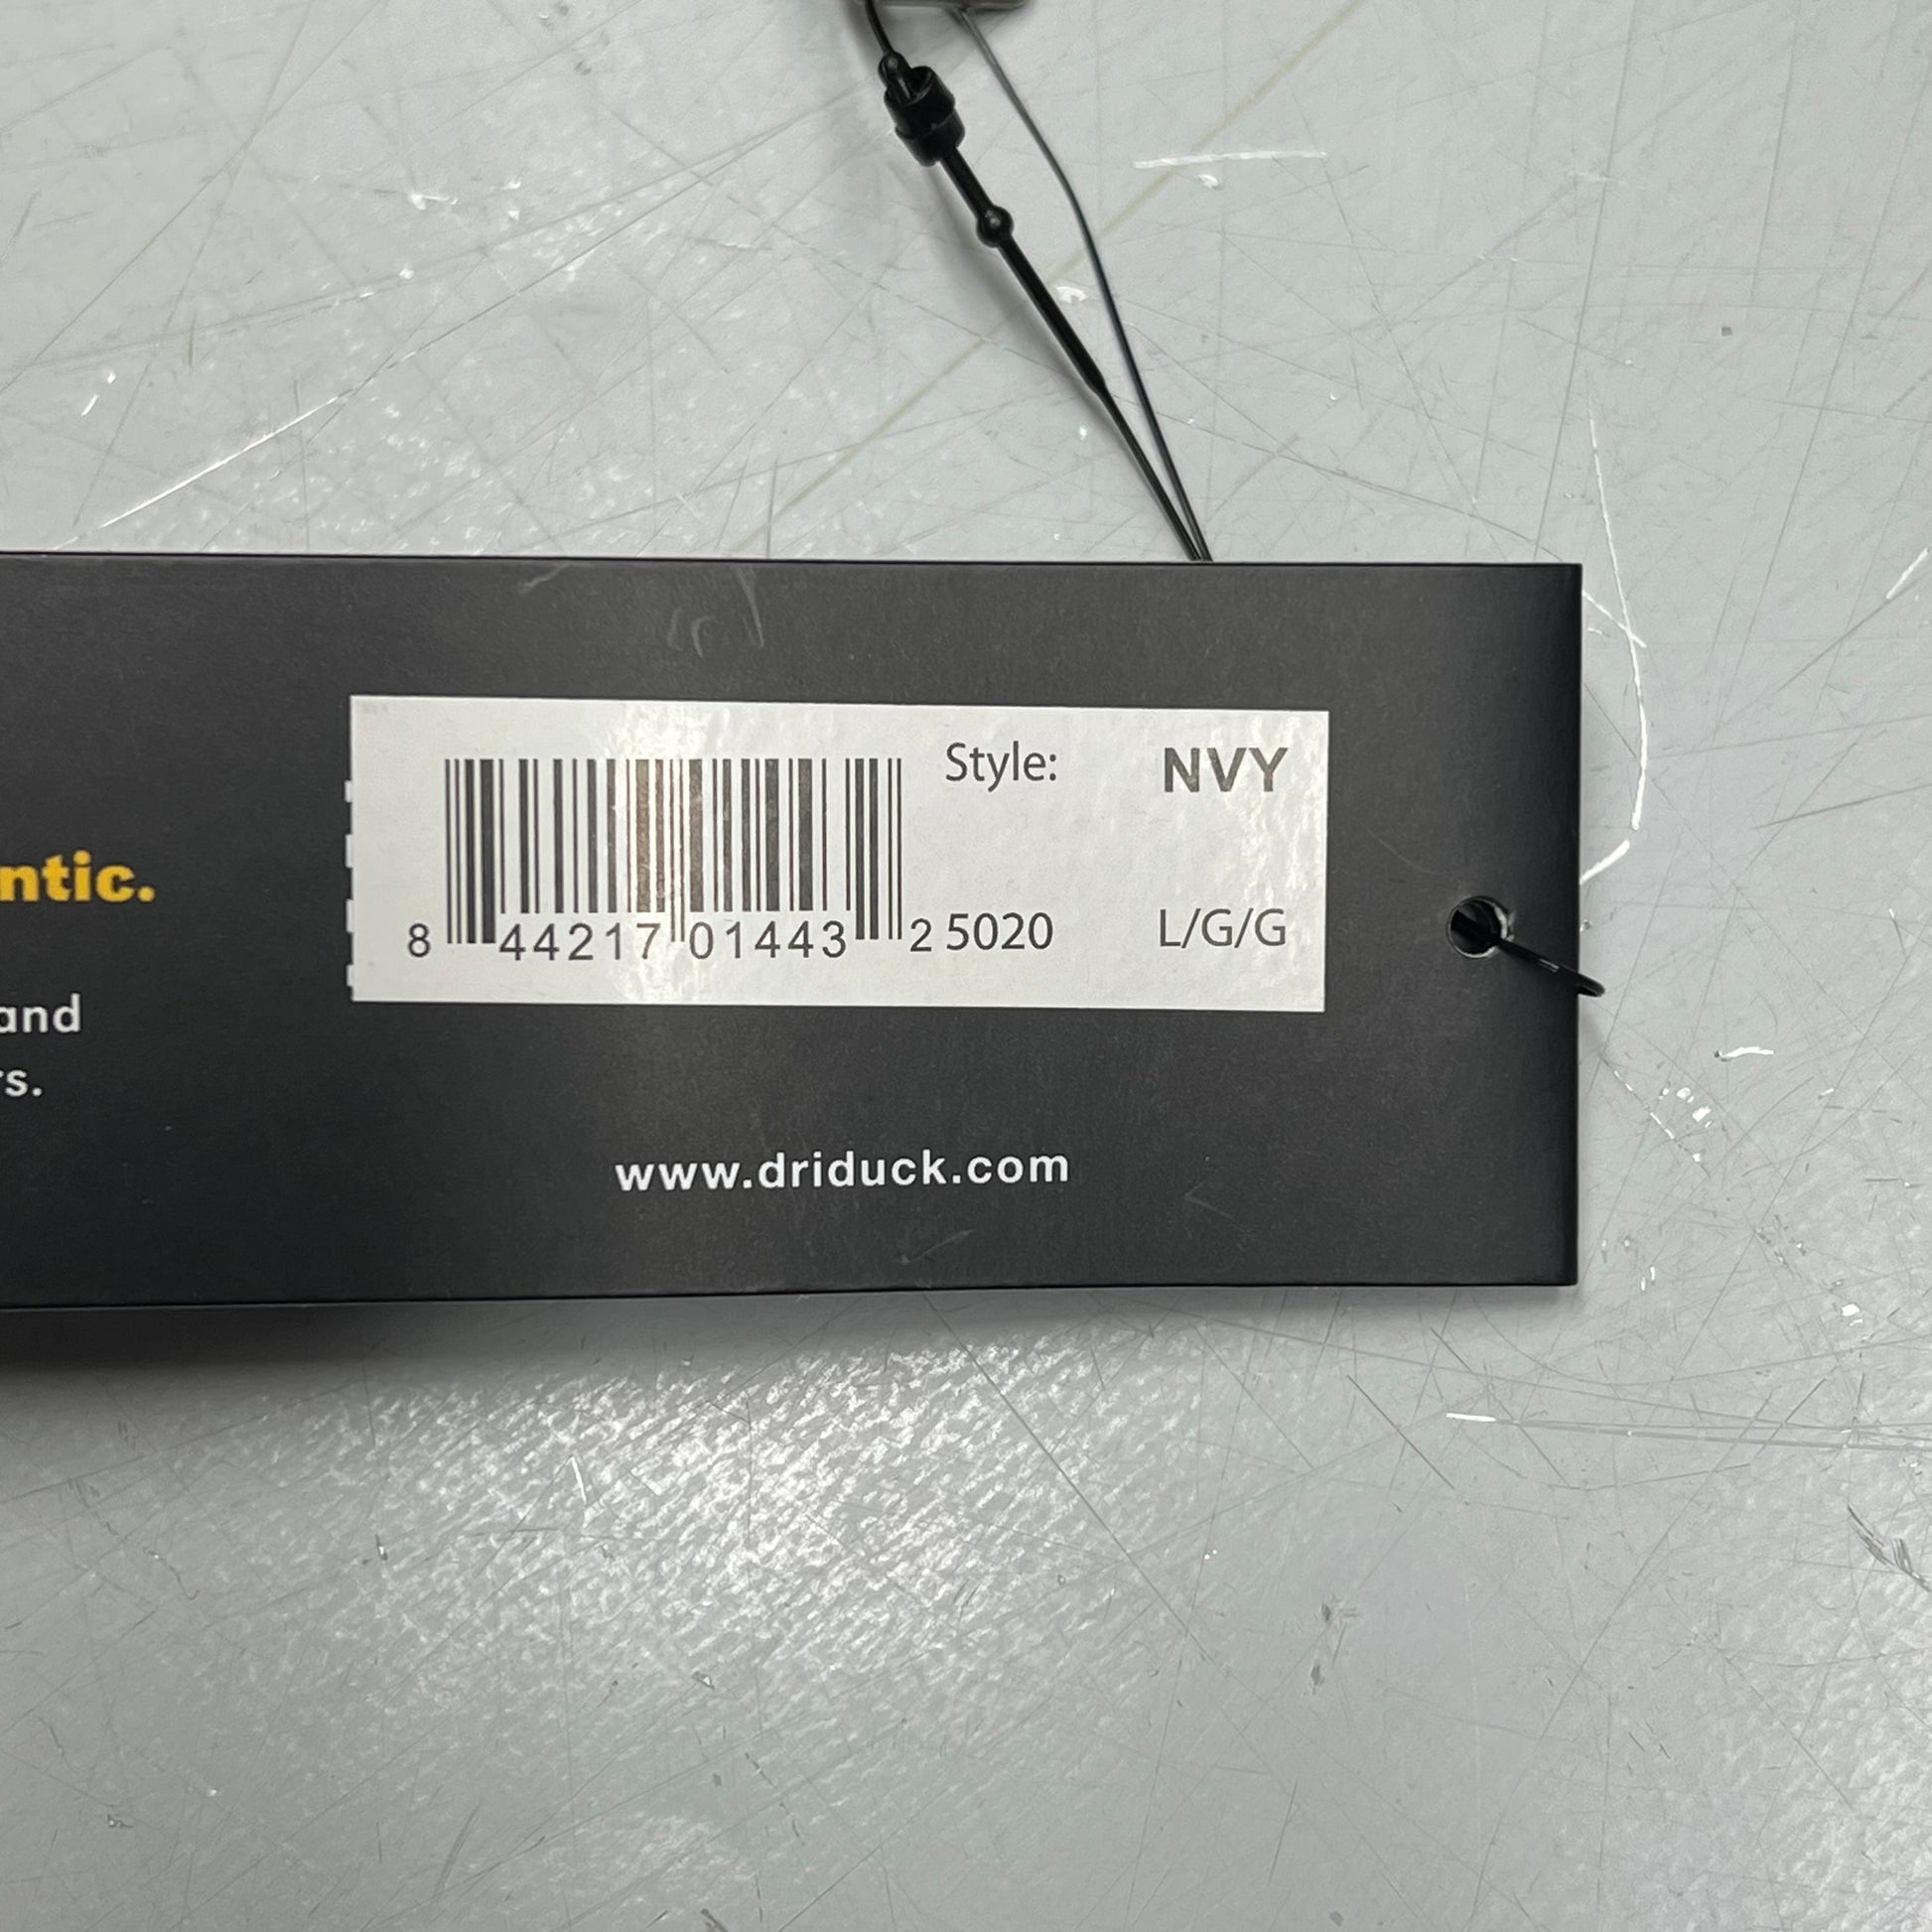 ntic.
and
rs.
Style: NVY
8 44217 01443 2 5020 L/G/G
www.driduck.com